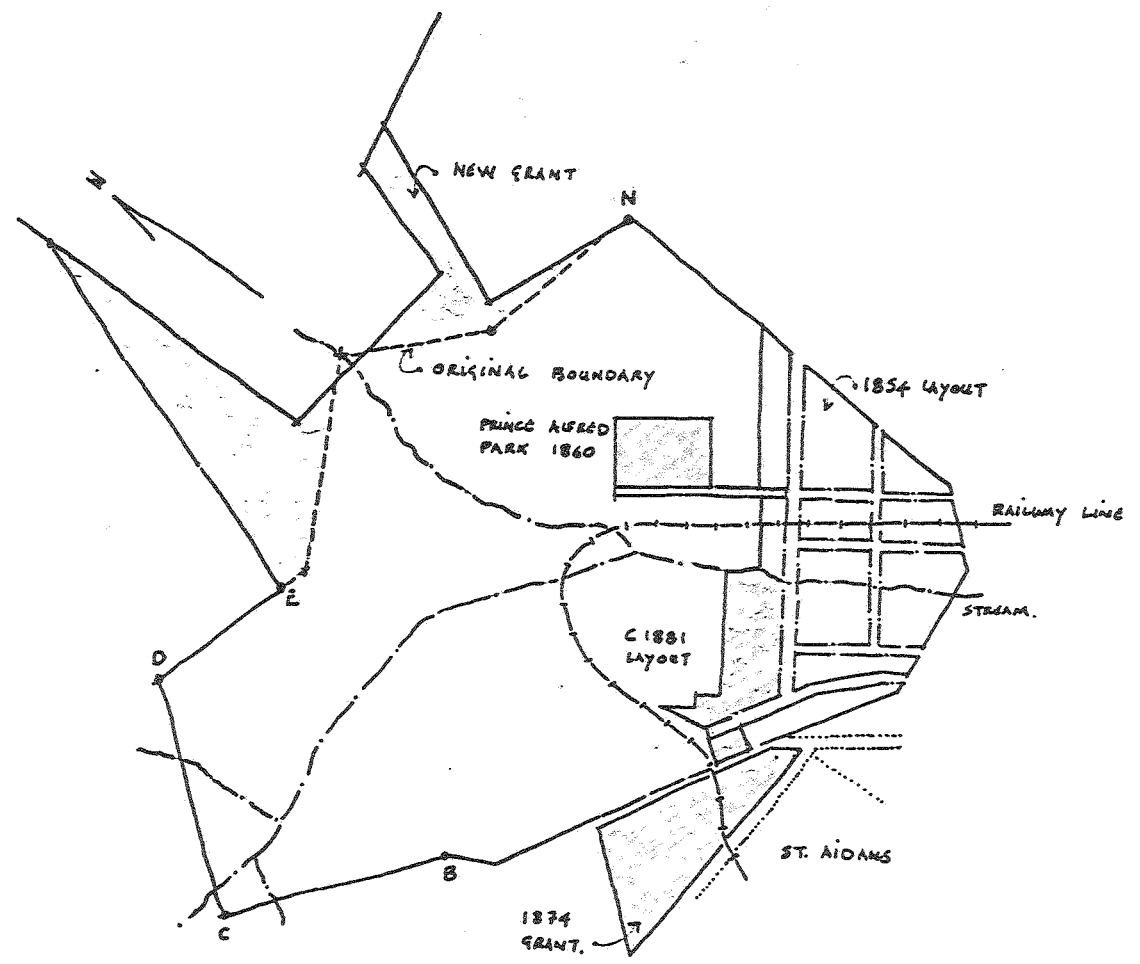 NEW GRANT
N
N
ORIGINAL BOUNDARY
1854 LAYOUT
PRINCE ALFRED
PARK 1860
RAILWAY LINE
STREAM.
E
C 1881
LAYOUT
D
ST. AIDANS
B
C
1874
GRANT.